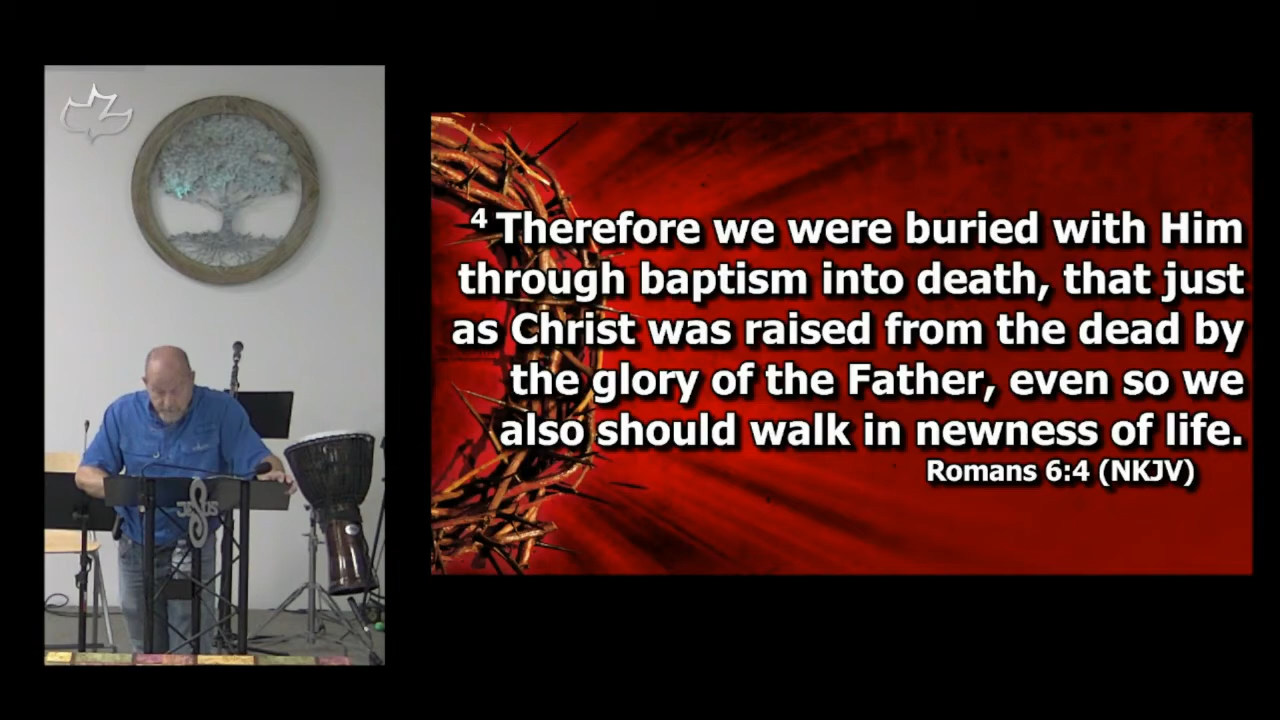 JESUS
4 Therefore we were buried with Him
through baptism into death, that just
as Christ was raised from the dead by
the glory of the Father, even so we
also should walk in newness of life.
Romans 6:4 (NKJV)